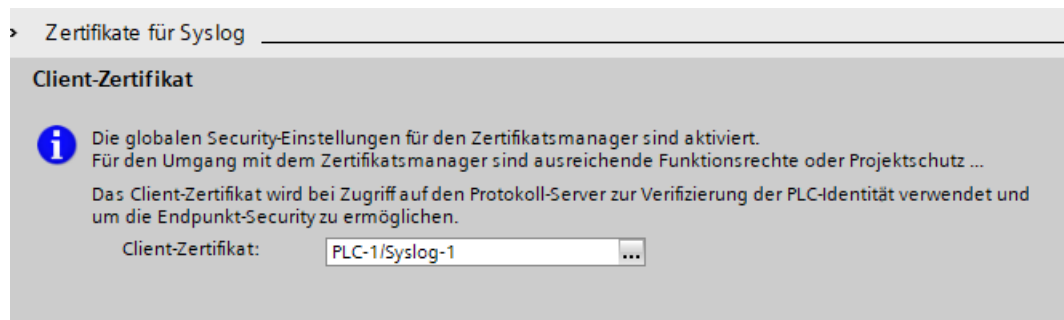 Zertifikate für Syslog
Client-Zertifikat
Die globalen Security-Einstellungen für den Zertifikatsmanager sind aktiviert.
Für den Umgang mit dem Zertifikatsmanager sind ausreichende Funktionsrechte oder Projektschutz ...
Das Client-Zertifikat wird bei Zugriff auf den Protokoll-Server zur Verifizierung der PLC-Identität verwendet und
um die Endpunkt-Security zu ermöglichen.
Client-Zertifikat: PLC-1/Syslog-1 ...